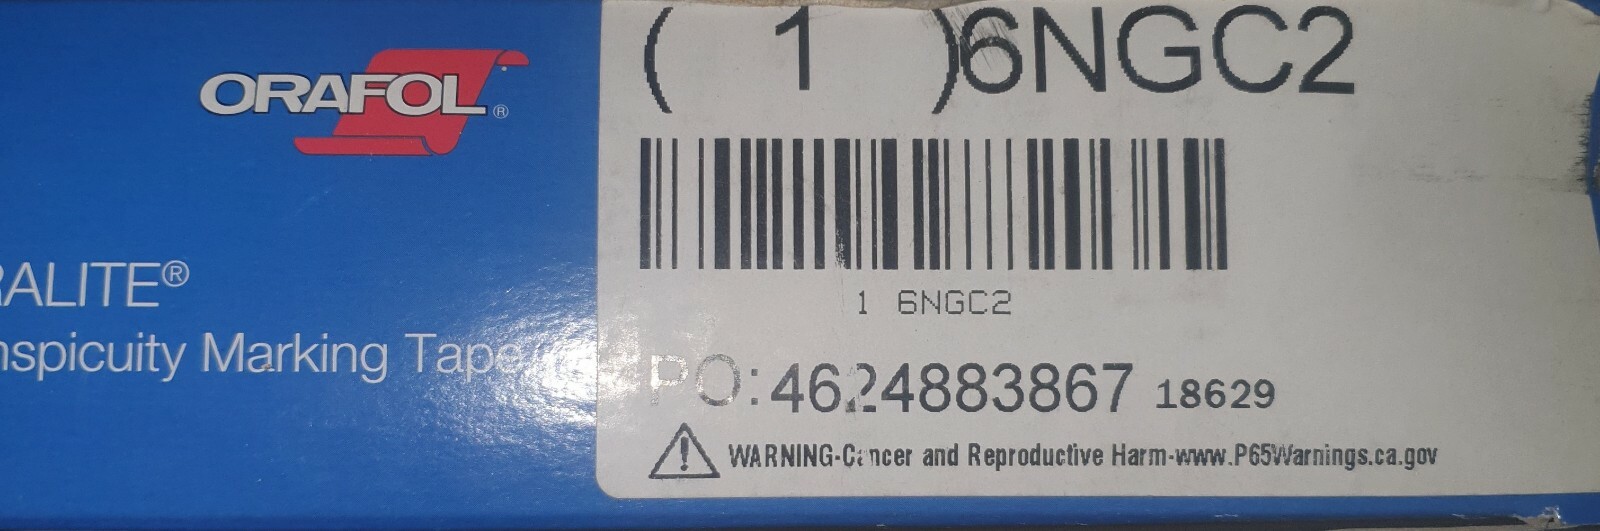 ORAFOL®
RALITE®
nspicuity Marking Tape
( 1 )6NGC2
1 6NGC2
PO:4624883867 18629
WARNING-Cancer and Reproductive Harm-www.P65Warnings.ca.gov